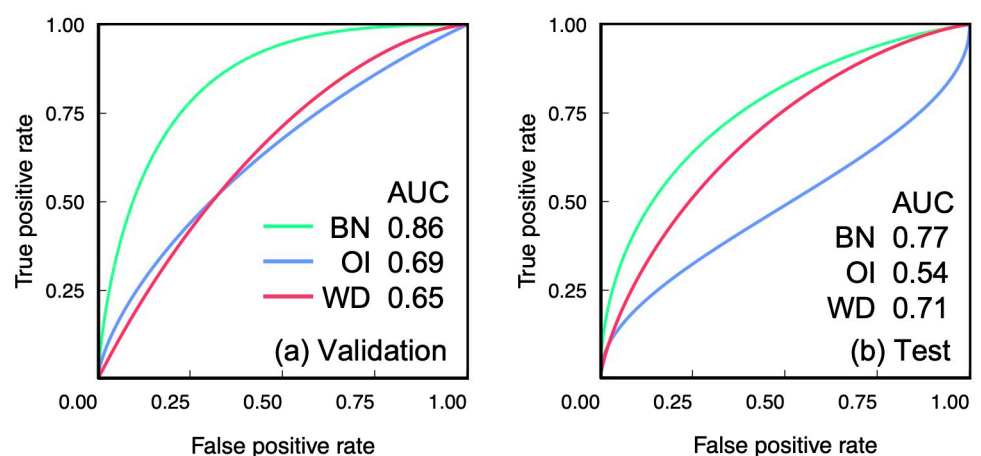 True positive rate
1.00
0.75
0.50
0.25
AUC
BN 0.86
OI 0.69
WD 0.65
(a) Validation
0.00 0.25 0.50 0.75 1.00
False positive rate
True positive rate
1.00
0.75
0.50
0.25
AUC
BN 0.77
OI 0.54
WD 0.71
(b) Test
0.00 0.25 0.50 0.75 1.00
False positive rate